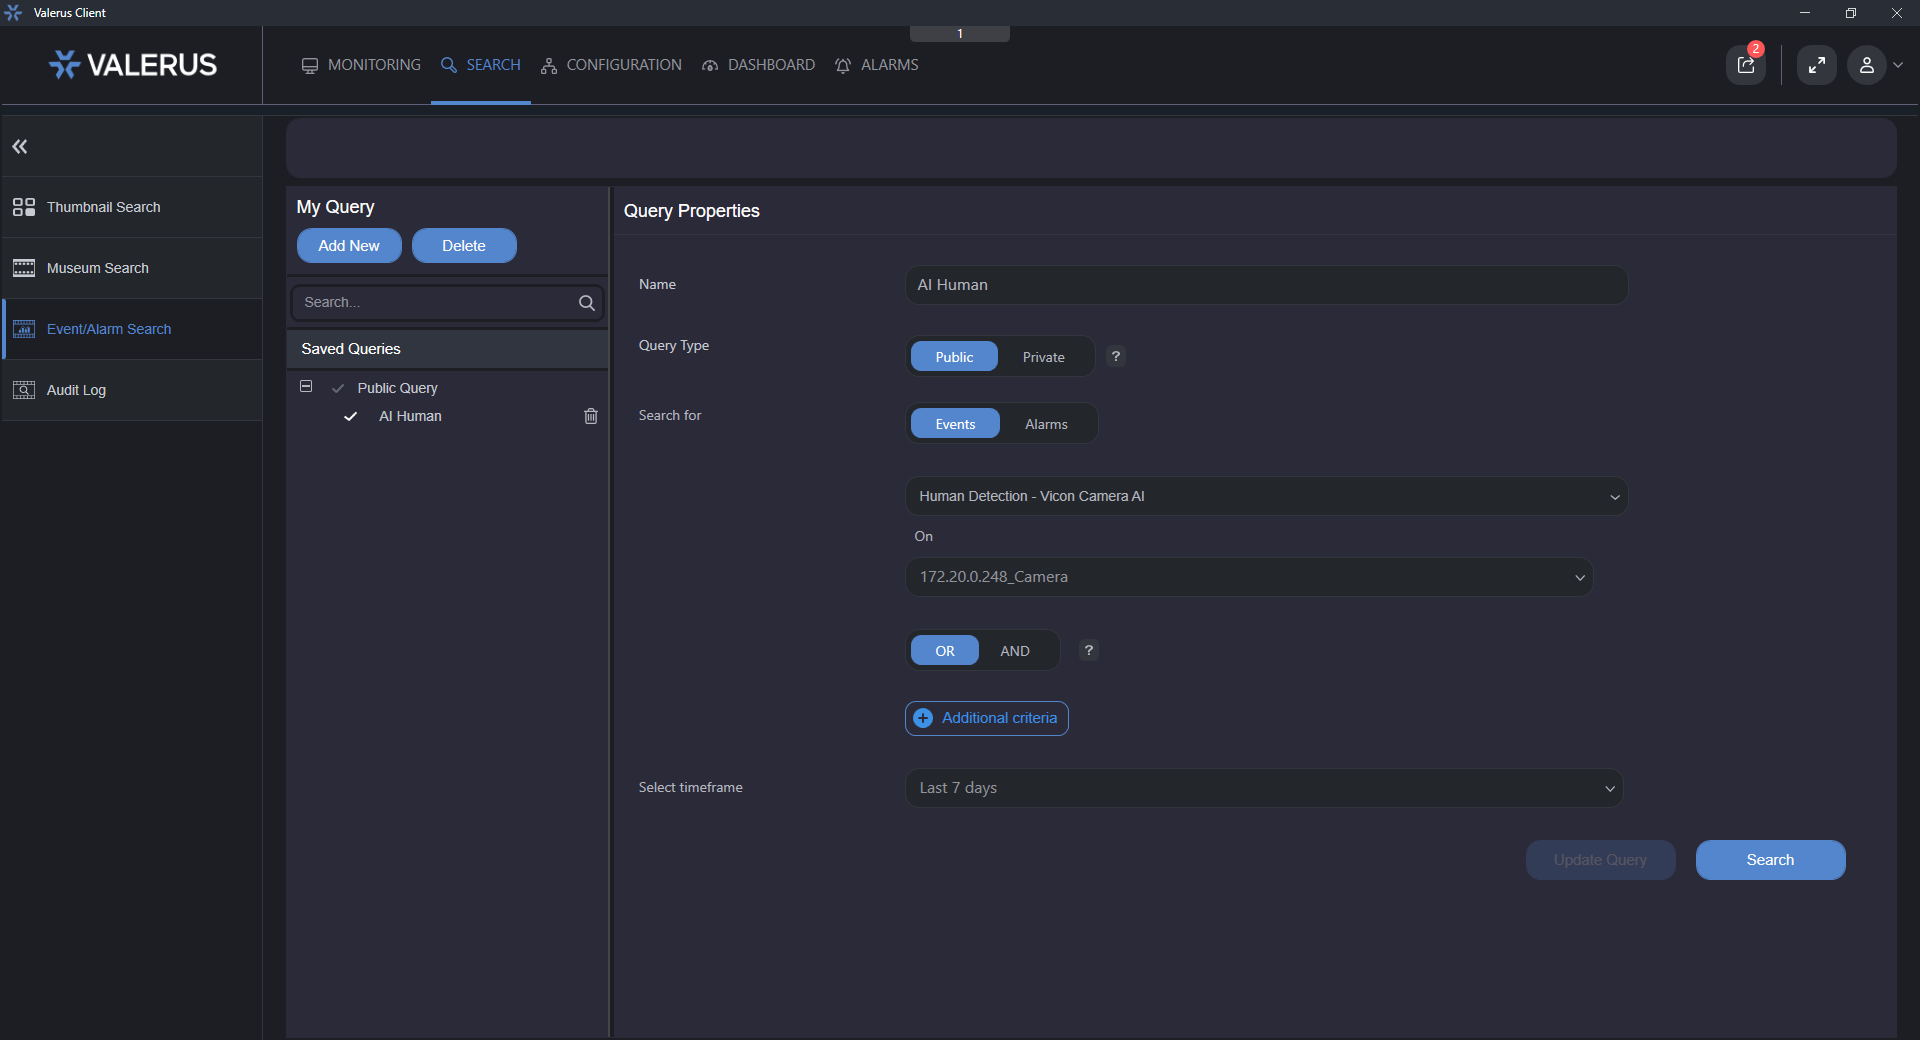 Valerus Client
1
VALERUS
MONITORING
SEARCH
CONFIGURATION
DASHBOARD
ALARMS
2
Thumbnail Search
Museum Search
Event/Alarm Search
Audit Log
My Query
Add New
Delete
Search...
Saved Queries
Public Query
AI Human
Query Properties
Name
AI Human
Query Type
Public
Private
?
Search for
Events
Alarms
Human Detection - Vicon Camera AI
On
172.20.0.248_Camera
OR
AND
?
Additional criteria
Select timeframe
Last 7 days
Update Query
Search